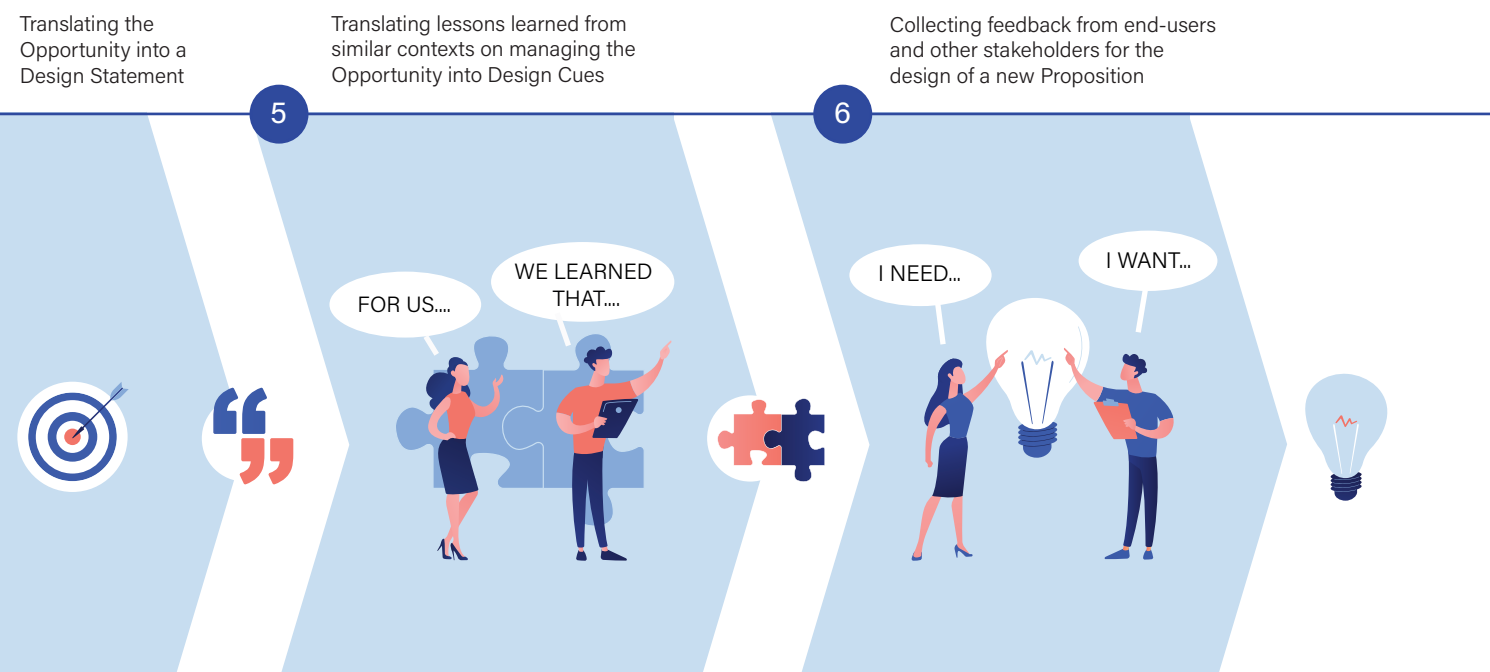 Translating the
Opportunity into a
Design Statement
5
Translating lessons learned from
similar contexts on managing the
Opportunity into Design Cues
6
Collecting feedback from end-users
and other stakeholders for the
design of a new Proposition
FOR US....
WE LEARNED
THAT....
I NEED...
I WANT...